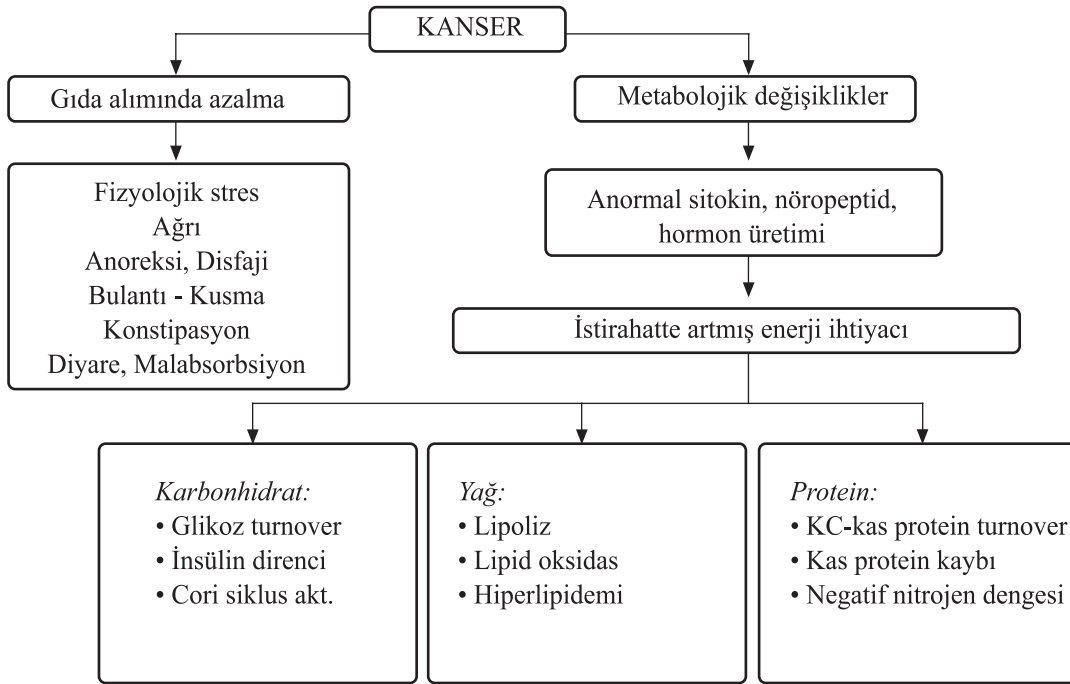 KANSER
Gıda alımında azalma
Metabolojik değişiklikler
Fizyolojik stres
Ağrı
Anoreksi, Disfaji
Bulantı - Kusma
Konstipasyon
Diyare, Malabsorbsiyon
Anormal sitokin, nöropeptid,
hormon üretimi
İstirahatte artmış enerji ihtiyacı
Karbonhidrat:
• Glikoz turnover
• İnsülin direnci
• Cori siklus akt.
Yağ:
• Lipoliz
• Lipid oksidas
• Hiperlipidemi
Protein:
• KC-kas protein turnover
• Kas protein kaybı
• Negatif nitrojen dengesi